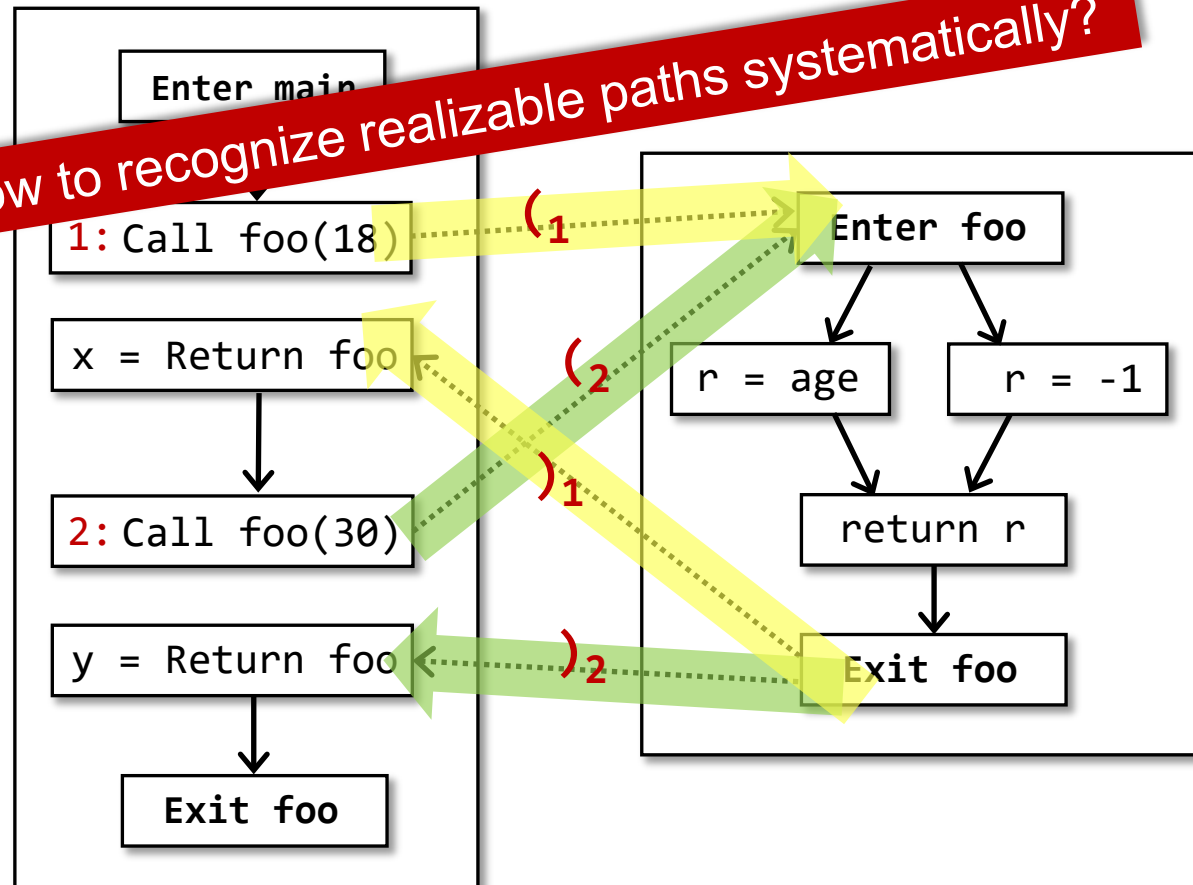 ow to recognize realizable paths systematically?
Enter main
1: Call foo(18)
x = Return foo
2: Call foo(30)
y = Return foo
Exit foo
(1
(2
)1
)2
Enter foo
r = age
r = -1
return r
Exit foo